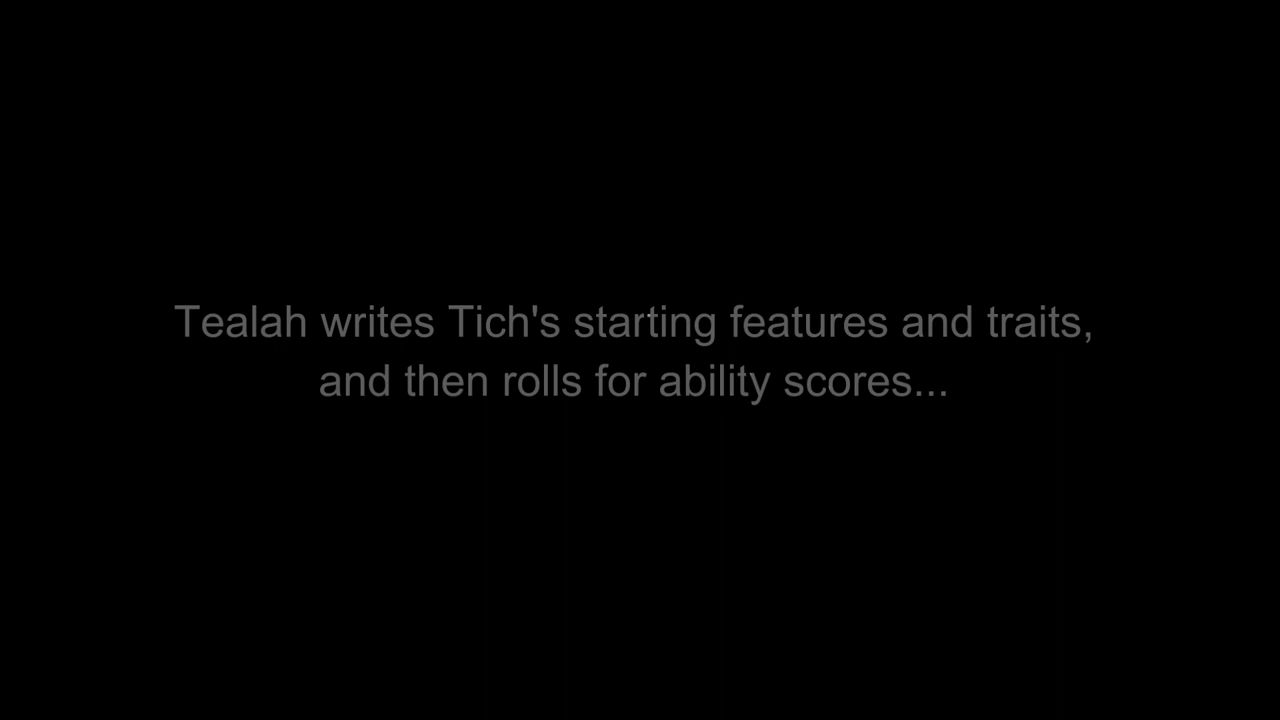 Tealah writes Tich's starting features and traits,
and then rolls for ability scores...